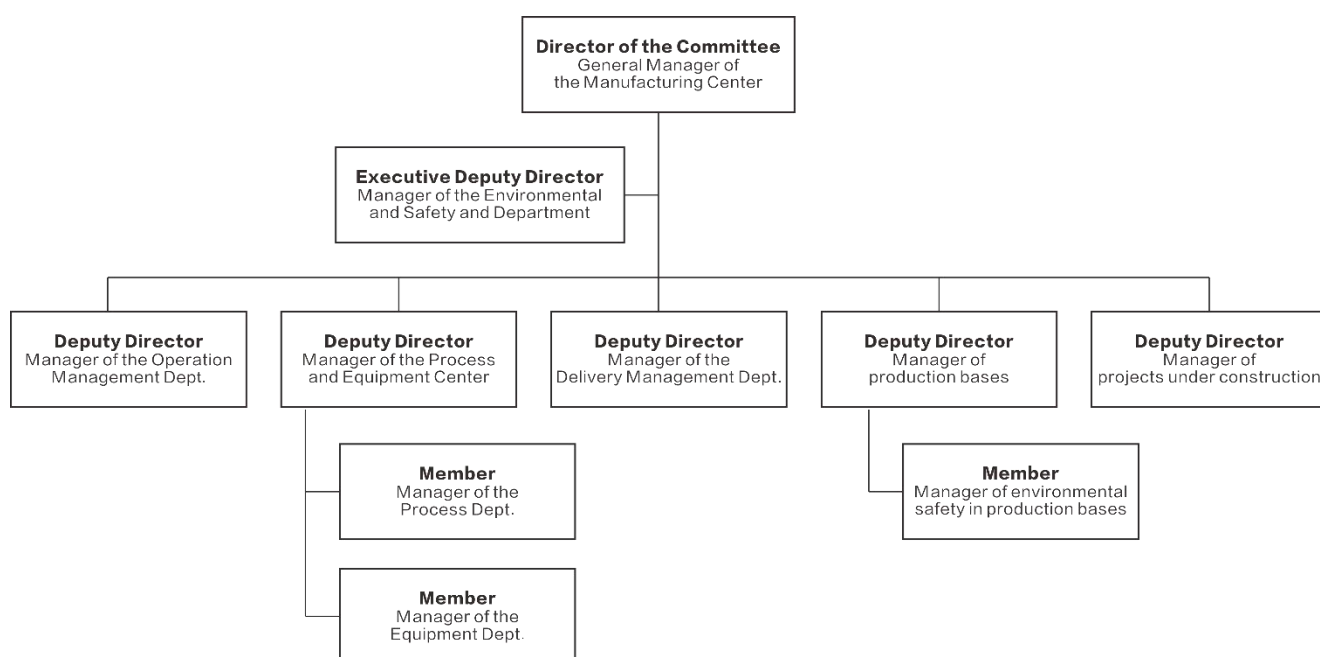 Director of the Committee
General Manager of
the Manufacturing Center
Executive Deputy Director
Manager of the Environmental
and Safety and Department
Deputy Director
Manager of the Operation
Management Dept.
Deputy Director
Manager of the Process
and Equipment Center
Deputy Director
Manager of the
Delivery Management Dept.
Deputy Director
Manager of
production bases
Deputy Director
Manager of
projects under construction
Member
Manager of the
Process Dept.
Member
Manager of environmental
safety in production bases
Member
Manager of the
Equipment Dept.